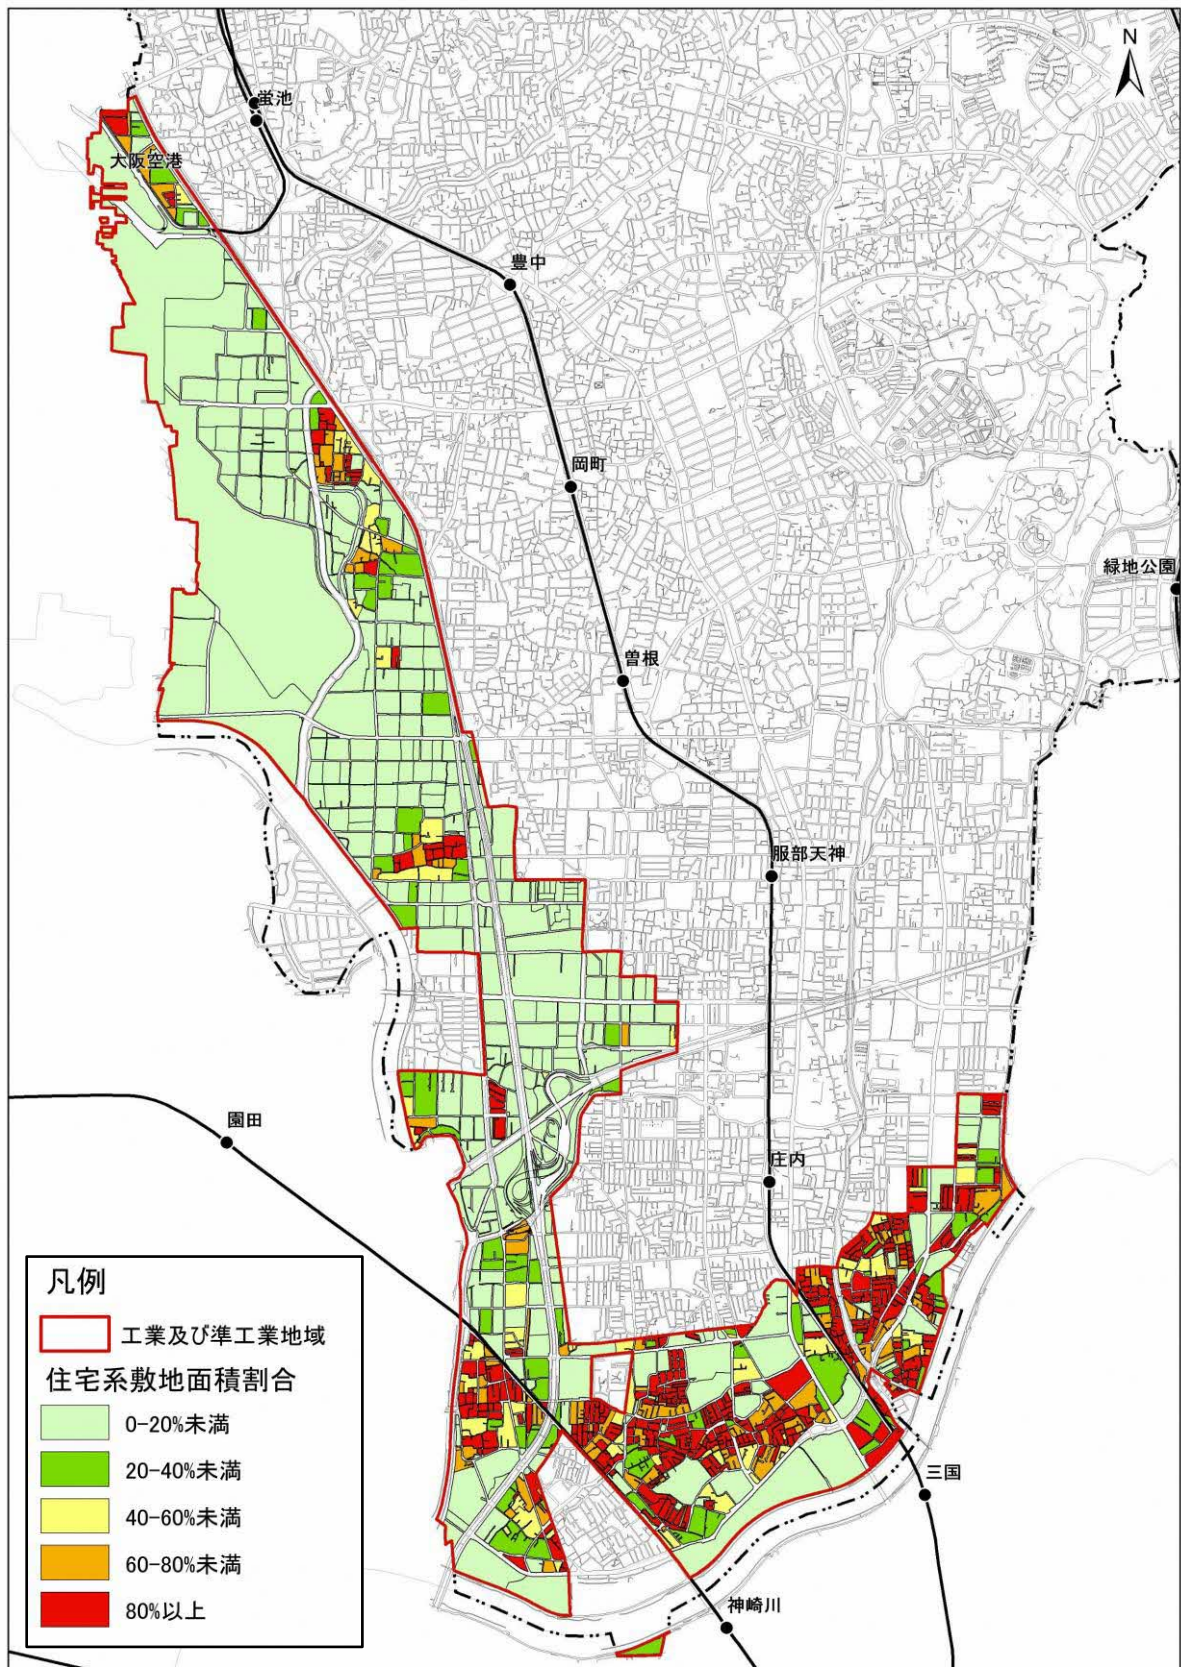 N
蛍池
大阪空港
豊中
岡町
緑地公園
曽根
服部天神
園田
庄内
三国
神崎川
凡例
工業及び準工業地域
住宅系敷地面積割合
0-20%未満
20-40%未満
40-60%未満
60-80%未満
80%以上